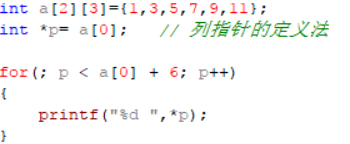 int a[2][3]={1,3,5,7,9,11};
int *p= a[0];   // 列指针的定义法
for(; p < a[0] + 6; p++)
{
    printf("%d ",*p);
}